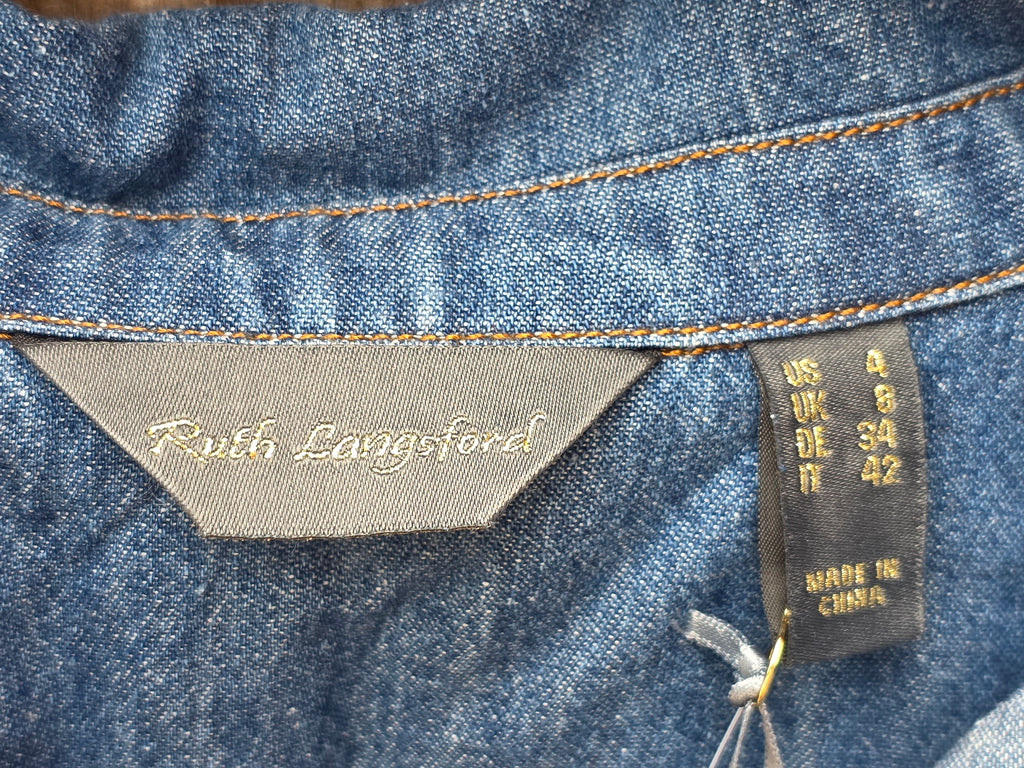 Ruth Langsford
US 4
UK 8
DE 34
IT 42
MADE IN
CHINA